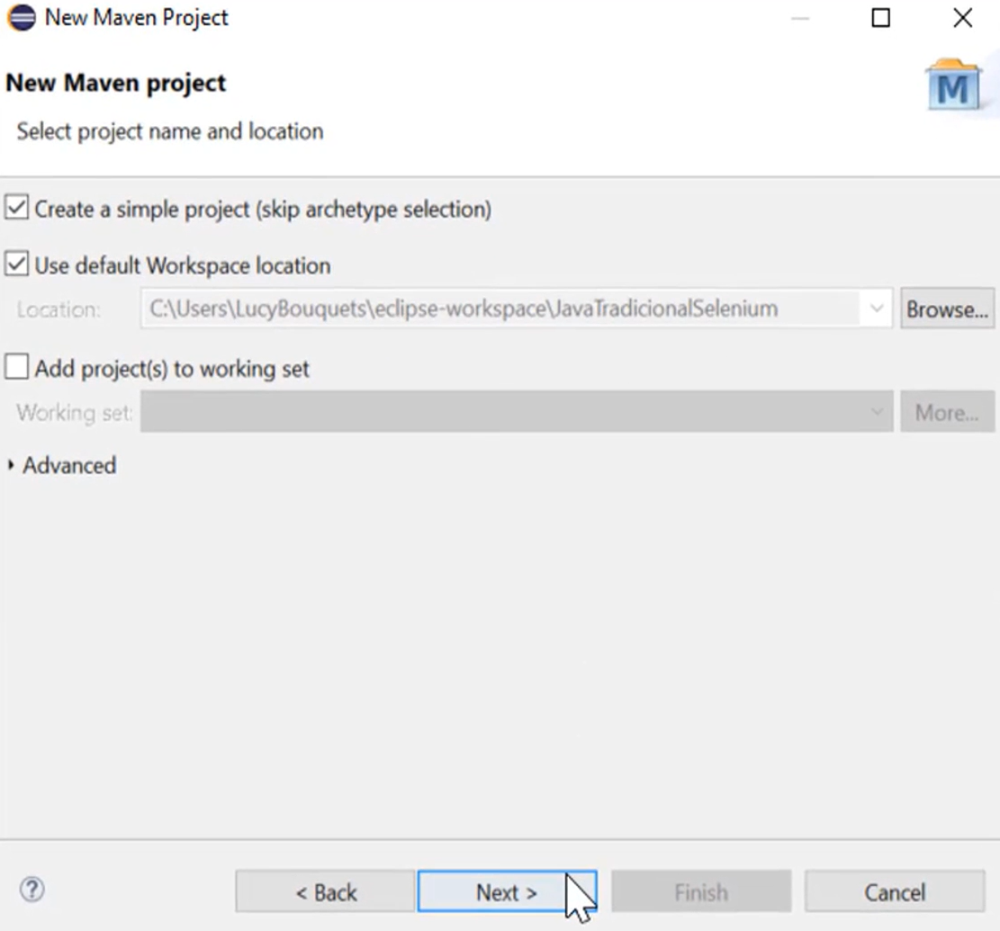 New Maven Project
New Maven project
M
Select project name and location
Create a simple project (skip archetype selection)
Use default Workspace location
Location: C:\Users\LucyBouquets\eclipse-workspace\JavaTradicionalSelenium Browse...
Add project(s) to working set
Working set: More...
Advanced
? < Back Next > Finish Cancel